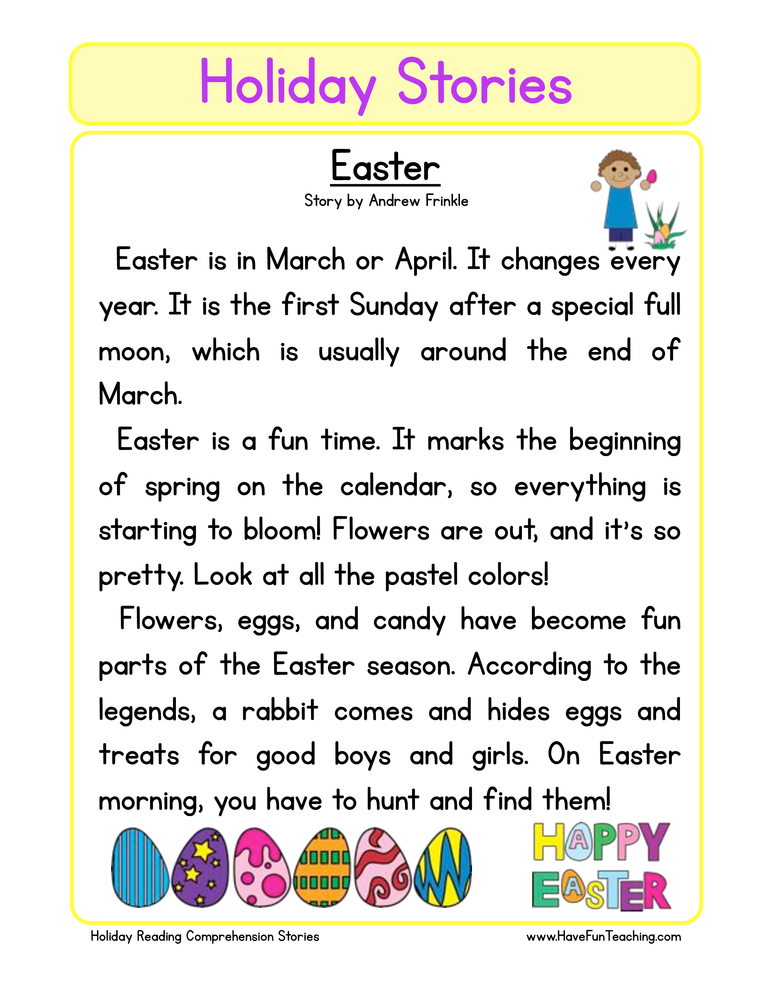 Holiday Stories
Easter
Story by Andrew Frinkle
Easter is in March or April. It changes every
year. It is the first Sunday after a special full
moon, which is usually around the end of
March.
Easter is a fun time. It marks the beginning
of spring on the calendar, so everything is
starting to bloom! Flowers are out, and it's so
pretty. Look at all the pastel colors!
Flowers, eggs, and candy have become fun
parts of the Easter season. According to the
legends, a rabbit comes and hides eggs and
treats for good boys and girls. On Easter
morning, you have to hunt and find them!
HAPPY
EASTER
Holiday Reading Comprehension Stories
www.HaveFunTeaching.com